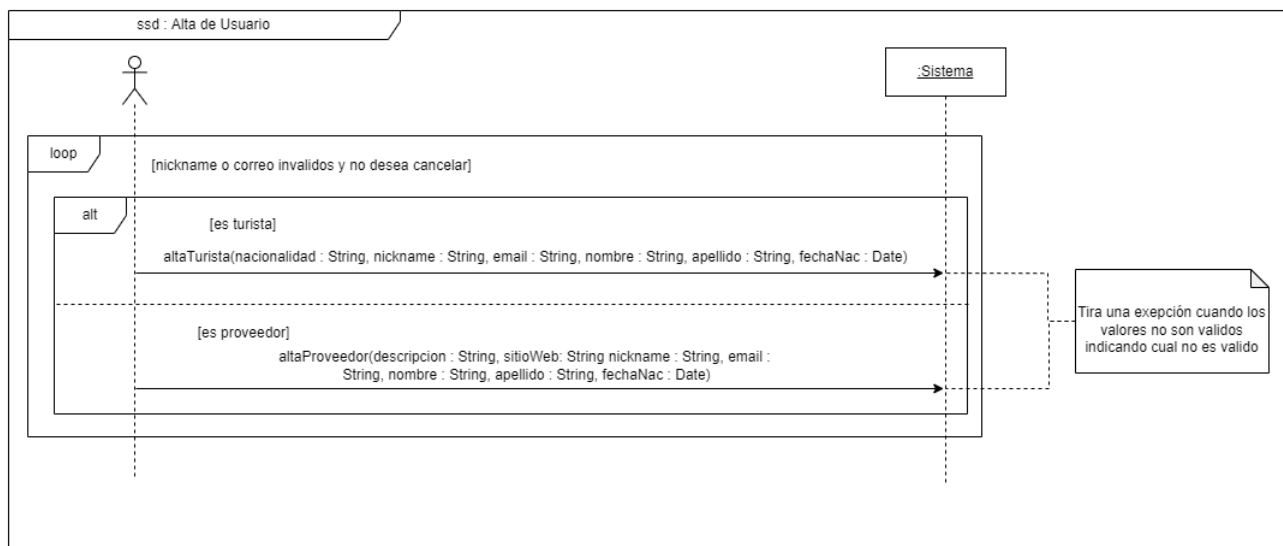 ssd : Alta de Usuario
:Sistema
loop
[nickname o correo invalidos y no desea cancelar]
alt
[es turista]
altaTurista(nacionalidad : String, nickname : String, email : String, nombre : String, apellido : String, fechaNac : Date)
Tira una exepción cuando los
valores no son validos
indicando cual no es valido
[es proveedor]
altaProveedor(descripcion : String, sitioWeb: String nickname : String, email :
String, nombre : String, apellido : String, fechaNac : Date)